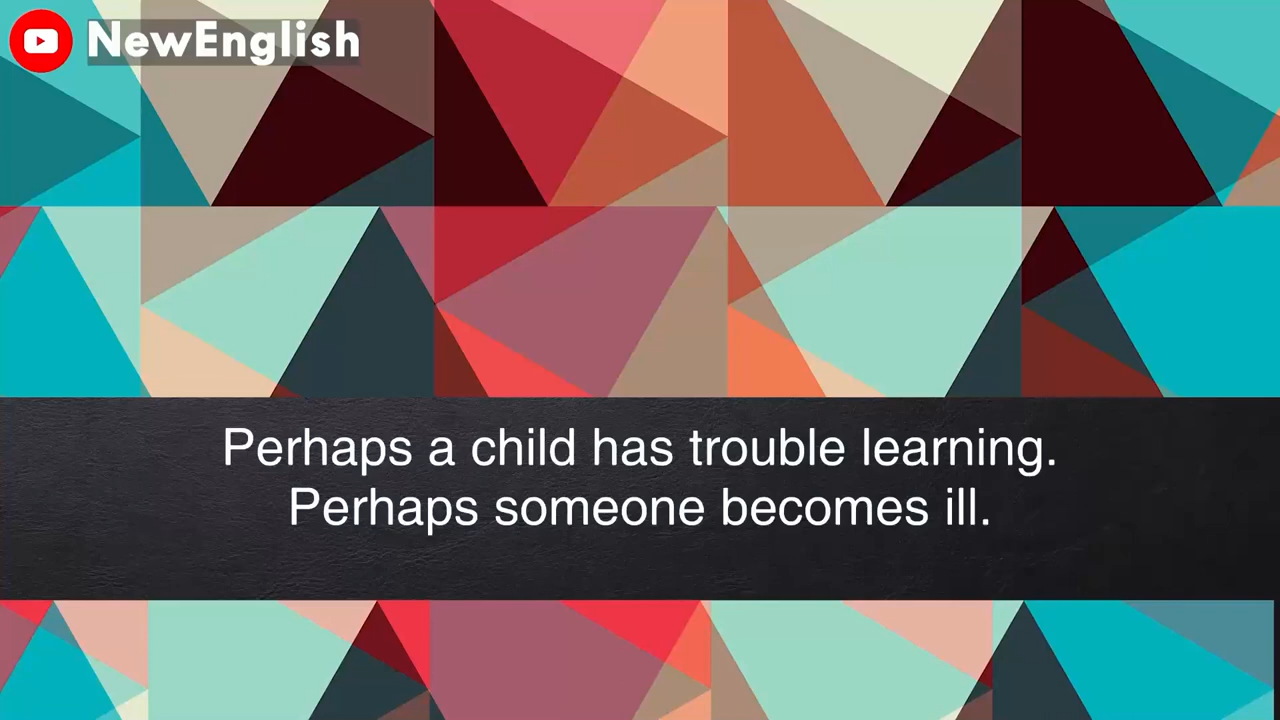 NewEnglish
Perhaps a child has trouble learning.
Perhaps someone becomes ill.